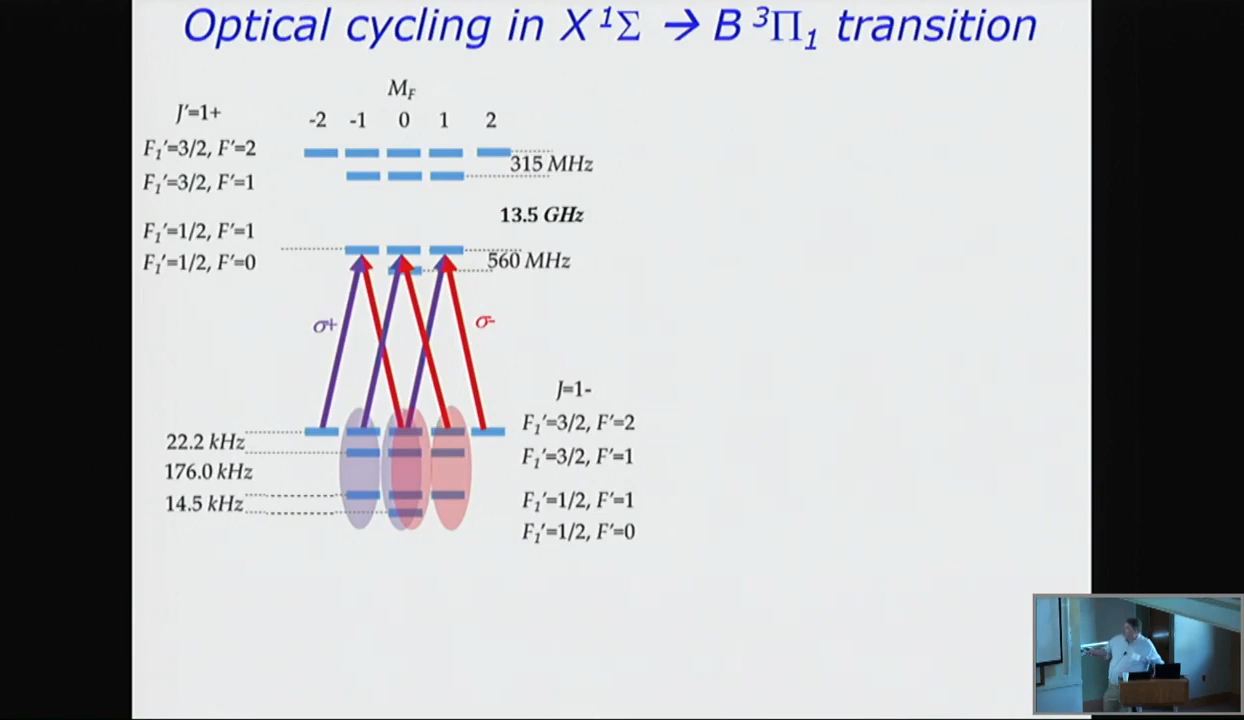 Optical cycling in X ¹Σ → B ³Π₁ transition
M_F
J'=1+
-2 -1 0 1 2
F₁'=3/2, F'=2
315 MHz
F₁'=3/2, F'=1
13.5 GHz
F₁'=1/2, F'=1
F₁'=1/2, F'=0
560 MHz
σ+
σ-
J=1-
F₁'=3/2, F'=2
22.2 kHz
F₁'=3/2, F'=1
176.0 kHz
F₁'=1/2, F'=1
14.5 kHz
F₁'=1/2, F'=0